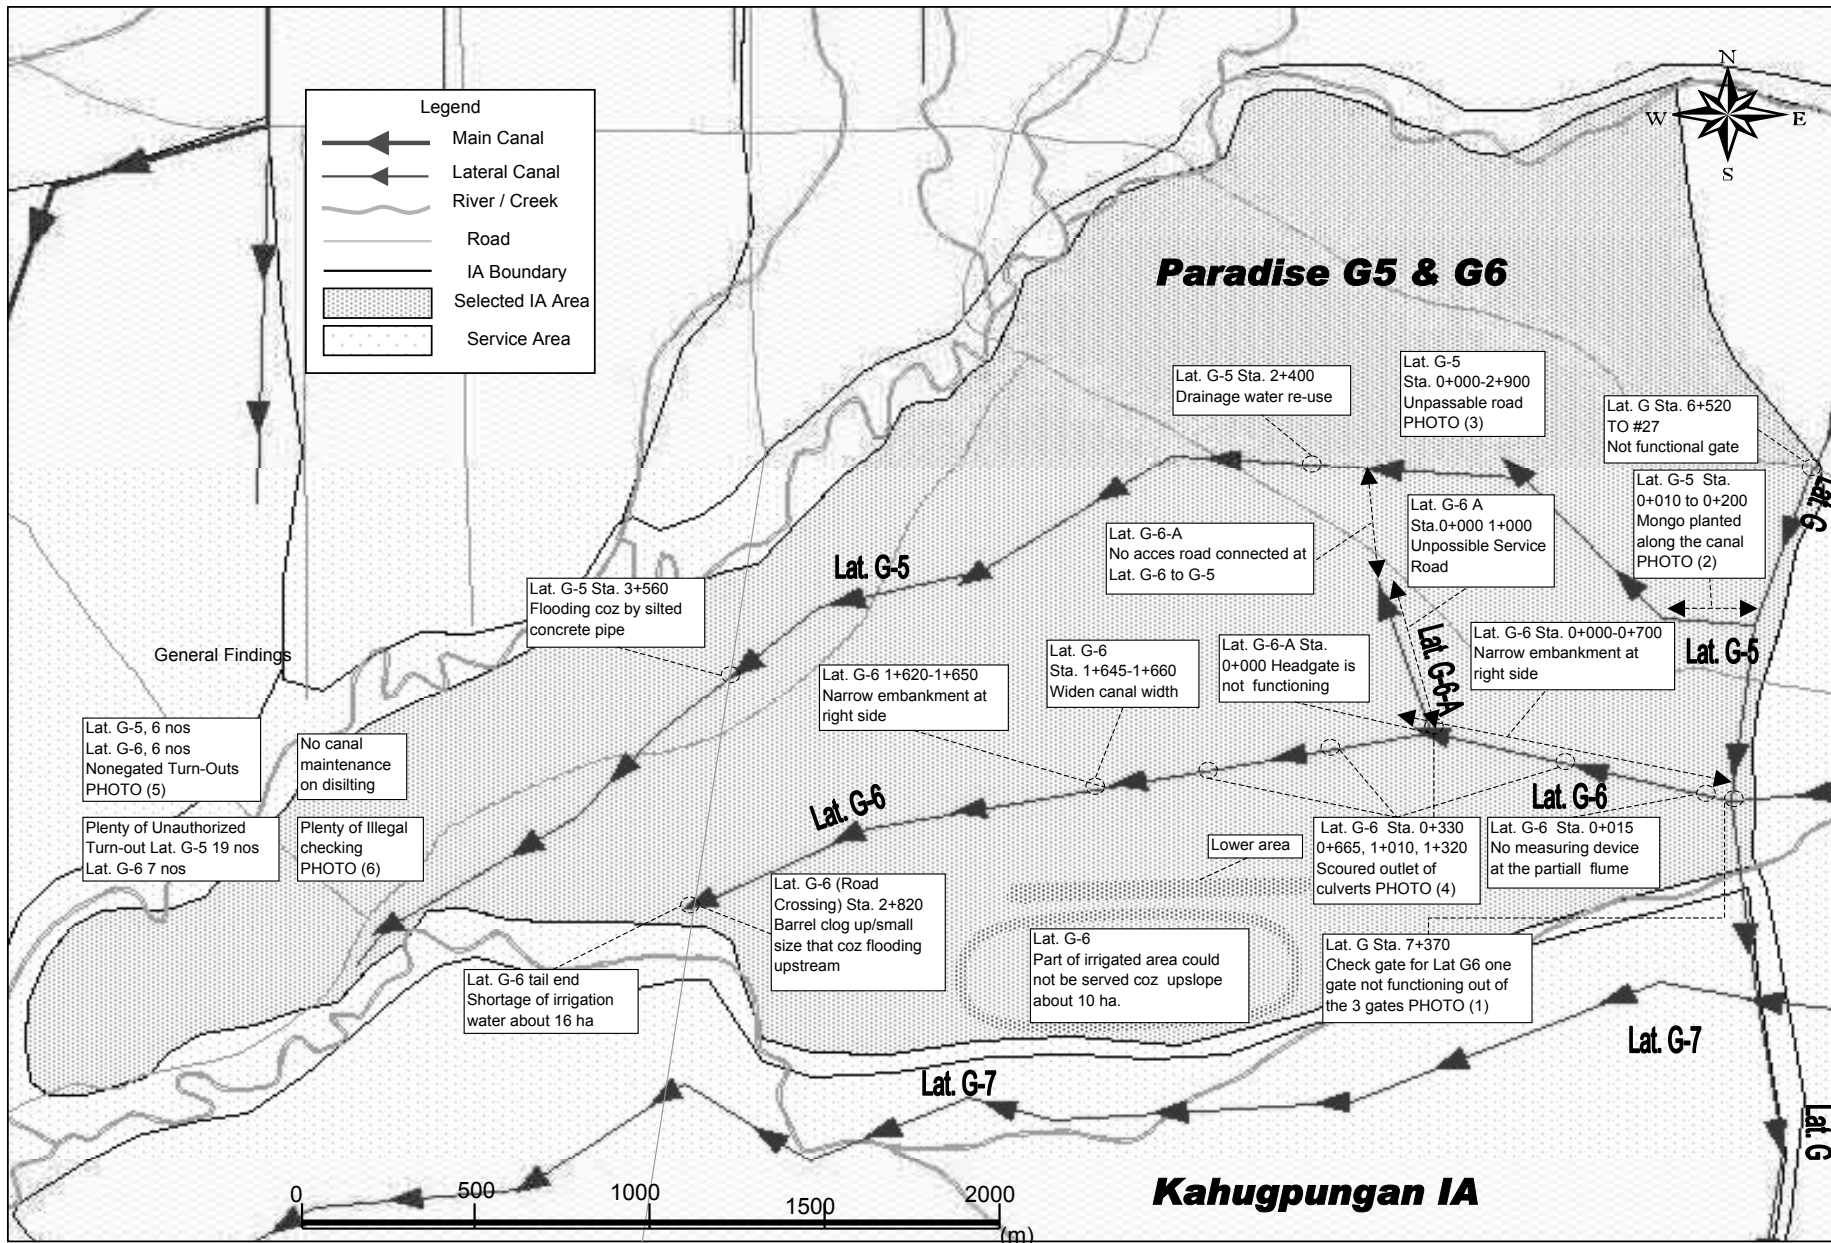 N
W
E
S
Legend
Main Canal
Lateral Canal
River / Creek
Road
IA Boundary
Selected IA Area
Service Area
Paradise G5 & G6
Lat. G-5 Sta. 2+400
Drainage water re-use
Lat. G-5
Sta. 0+000-2+900
Unpassable road
PHOTO (3)
Lat. G Sta. 6+520
TO #27
Not functional gate
Lat. G
Lat. G-5 Sta.
0+010 to 0+200
Mongo planted
along the canal
PHOTO (2)
Lat. G-6 A
Sta.0+000 1+000
Unpossible Service
Road
Lat. G-6-A
No acces road connected at
Lat. G-6 to G-5
Lat. G-5
Lat. G-5 Sta. 3+560
Flooding coz by silted
concrete pipe
Lat. G-6-A
Lat. G-6 Sta. 0+000-0+700
Narrow embankment at
right side
Lat. G-5
Lat. G-6-A Sta.
0+000 Headgate is
not functioning
Lat. G-6
Sta. 1+645-1+660
Widen canal width
Lat. G-6 1+620-1+650
Narrow embankment at
right side
General Findings
Lat. G-5, 6 nos
Lat. G-6, 6 nos
Nonegated Turn-Outs
PHOTO (5)
No canal
maintenance
on disilting
Plenty of Unauthorized
Turn-out Lat. G-5 19 nos
Lat. G-6 7 nos
Plenty of Illegal
checking
PHOTO (6)
Lat. G-6
Lat. G-6
Lower area
Lat. G-6 Sta. 0+330
0+665, 1+010, 1+320
Scoured outlet of
culverts PHOTO (4)
Lat. G-6 Sta. 0+015
No measuring device
at the partiall flume
Lat. G-6 (Road
Crossing) Sta. 2+820
Barrel clog up/small
size that coz flooding
upstream
Lat. G-6
Part of irrigated area could
not be served coz upslope
about 10 ha.
Lat. G Sta. 7+370
Check gate for Lat G6 one
gate not functioning out of
the 3 gates PHOTO (1)
Lat. G-6 tail end
Shortage of irrigation
water about 16 ha
Lat. G-7
Lat. G-7
Lat. G
Kahugpungan IA
0
500
1000
1500
2000
(m)